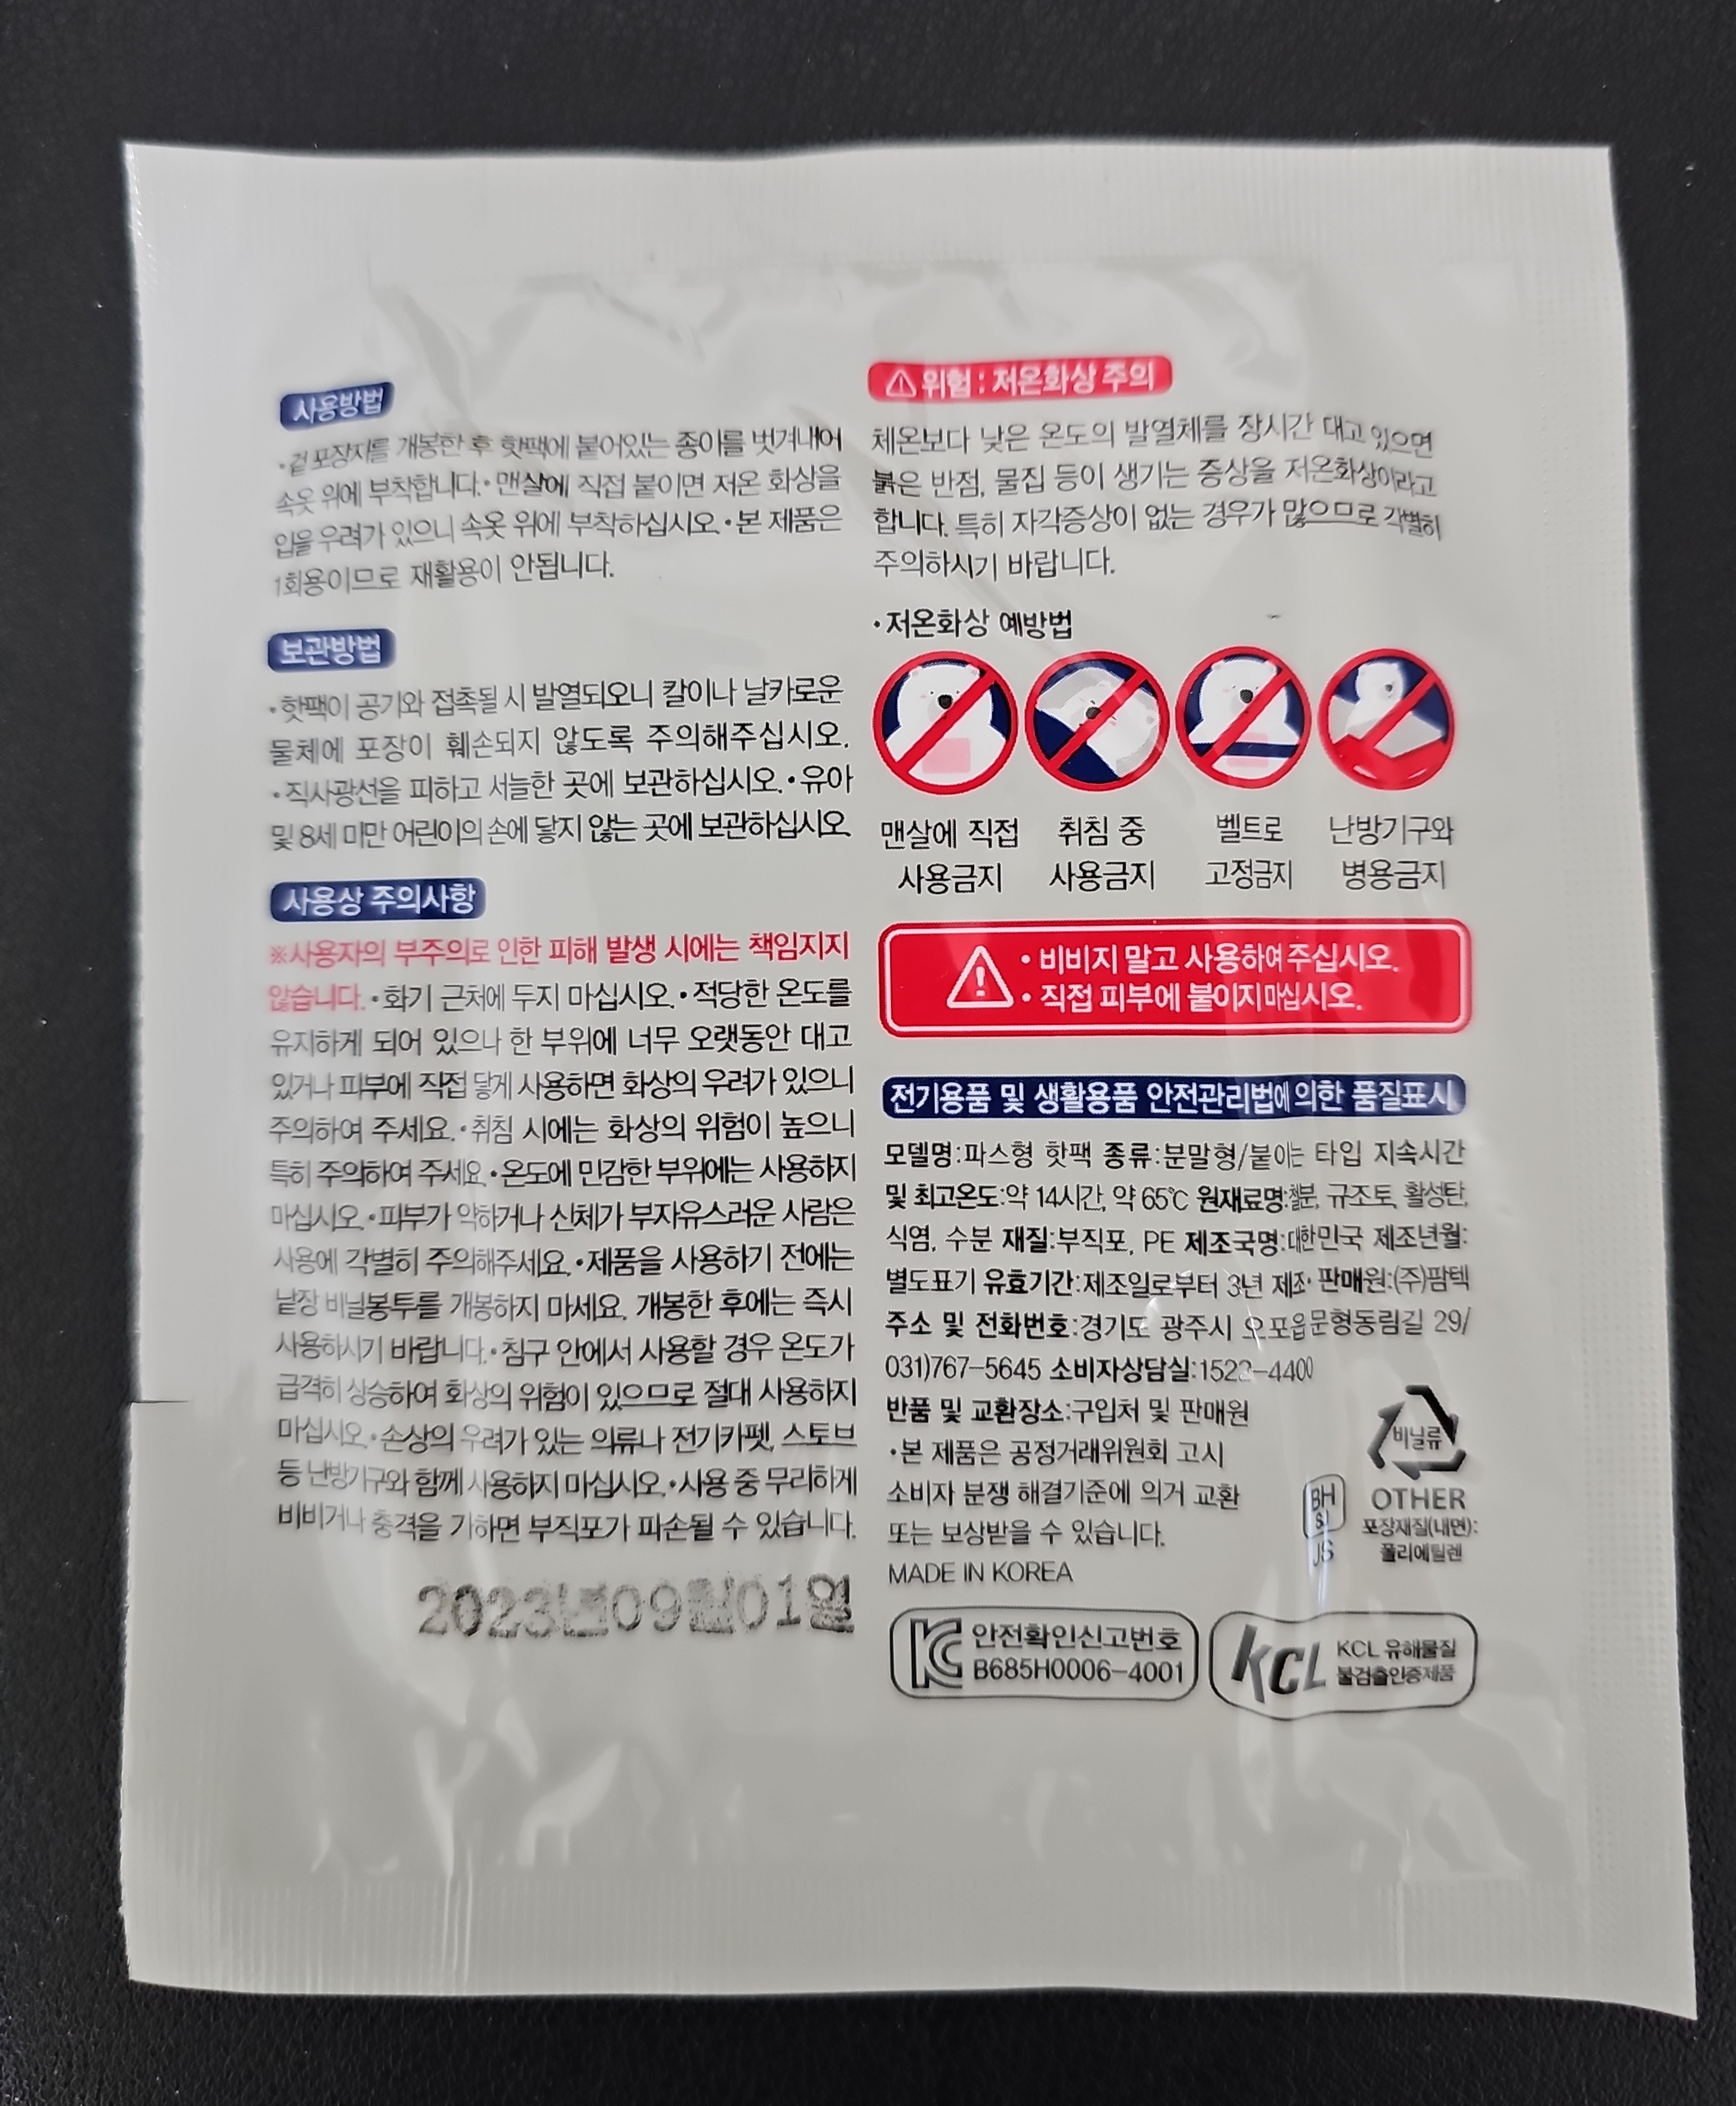 사용방법
•겉 포장지를 개봉한 후 핫팩에 붙어있는 종이를 벗겨내어
속옷 위에 부착합니다.•맨살에 직접 붙이면 저온 화상을
입을 우려가 있으니 속옷 위에 부착하십시오.•본 제품은
1회용이므로 재활용이 안됩니다.
보관방법
•핫팩이 공기와 접촉될 시 발열되오니 칼이나 날카로운
물체에 포장이 훼손되지 않도록 주의해주십시오.
•직사광선을 피하고 서늘한 곳에 보관하십시오.•유아
및 8세 미만 어린이의 손에 닿지 않는 곳에 보관하십시오.
사용상 주의사항
※사용자의 부주의로 인한 피해 발생 시에는 책임지지
않습니다.•화기 근처에 두지 마십시오.•적당한 온도를
유지하게 되어 있으나 한 부위에 너무 오랫동안 대고
있거나 피부에 직접 닿게 사용하면 화상의 우려가 있으니
주의하여 주세요.•취침 시에는 화상의 위험이 높으니
특히 주의하여 주세요.•온도에 민감한 부위에는 사용하지
마십시오.•피부가 약하거나 신체가 부자유스러운 사람은
사용에 각별히 주의해주세요.•제품을 사용하기 전에는
낱장 비닐봉투를 개봉하지 마세요. 개봉한 후에는 즉시
사용하시기 바랍니다.•침구 안에서 사용할 경우 온도가
급격히 상승하여 화상의 위험이 있으므로 절대 사용하지
마십시오.•손상의 우려가 있는 의류나 전기카펫, 스토브
등 난방기구와 함께 사용하지 마십시오.•사용 중 무리하게
비비거나 충격을 가하면 부직포가 파손될 수 있습니다.
2023년09월01일
위험 : 저온화상 주의
체온보다 낮은 온도의 발열체를 장시간 대고 있으면
붉은 반점, 물집 등이 생기는 증상을 저온화상이라고
합니다. 특히 자각증상이 없는 경우가 많으므로 각별히
주의하시기 바랍니다.
•저온화상 예방법
맨살에 직접 취침 중 벨트로 난방기구와
사용금지 사용금지 고정금지 병용금지
• 비비지 말고 사용하여 주십시오.
• 직접 피부에 붙이지 마십시오.
전기용품 및 생활용품 안전관리법에 의한 품질표시
모델명:파스형 핫팩 종류:분말형/붙이는 타입 지속시간
및 최고온도:약 14시간, 약 65℃ 원재료명:철분, 규조토, 활성탄,
식염, 수분 재질:부직포, PE 제조국명:대한민국 제조년월:
별도표기 유효기간:제조일로부터 3년 제조·판매원:(주)팜텍
주소 및 전화번호:경기도 광주시 오포읍 문형동림길 29/
031)767-5645 소비자상담실:1522-4400
반품 및 교환장소:구입처 및 판매원
•본 제품은 공정거래위원회 고시
소비자 분쟁 해결기준에 의거 교환
또는 보상받을 수 있습니다.
MADE IN KOREA
비닐류
OTHER
포장재질(내면):
폴리에틸렌
BH
SJ
JS
안전확인신고번호
B685H0006-4001
KCL
KCL 유해물질
불검출인증제품